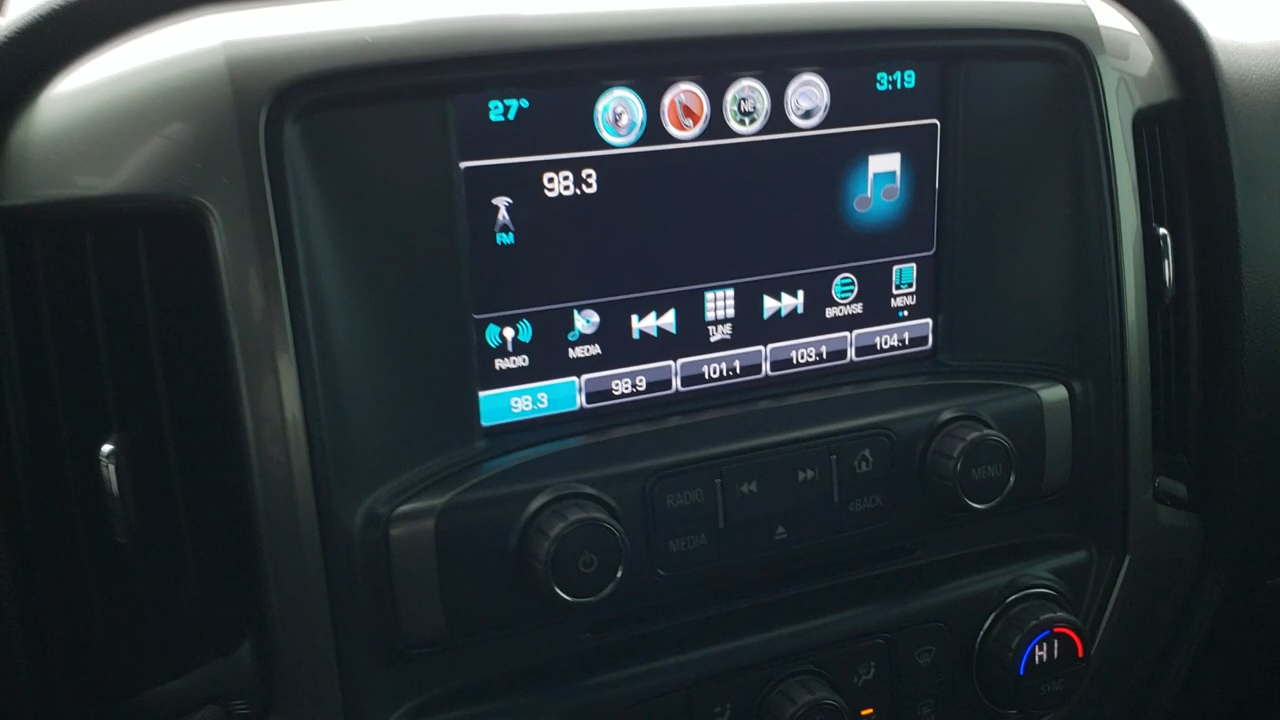 27° NE 3:19
98.3
FM
RADIO MEDIA TUNE BROWSE MENU
98.3 98.9 101.1 103.1 104.1
RADIO MENU
MEDIA <BACK
HI
SYNC